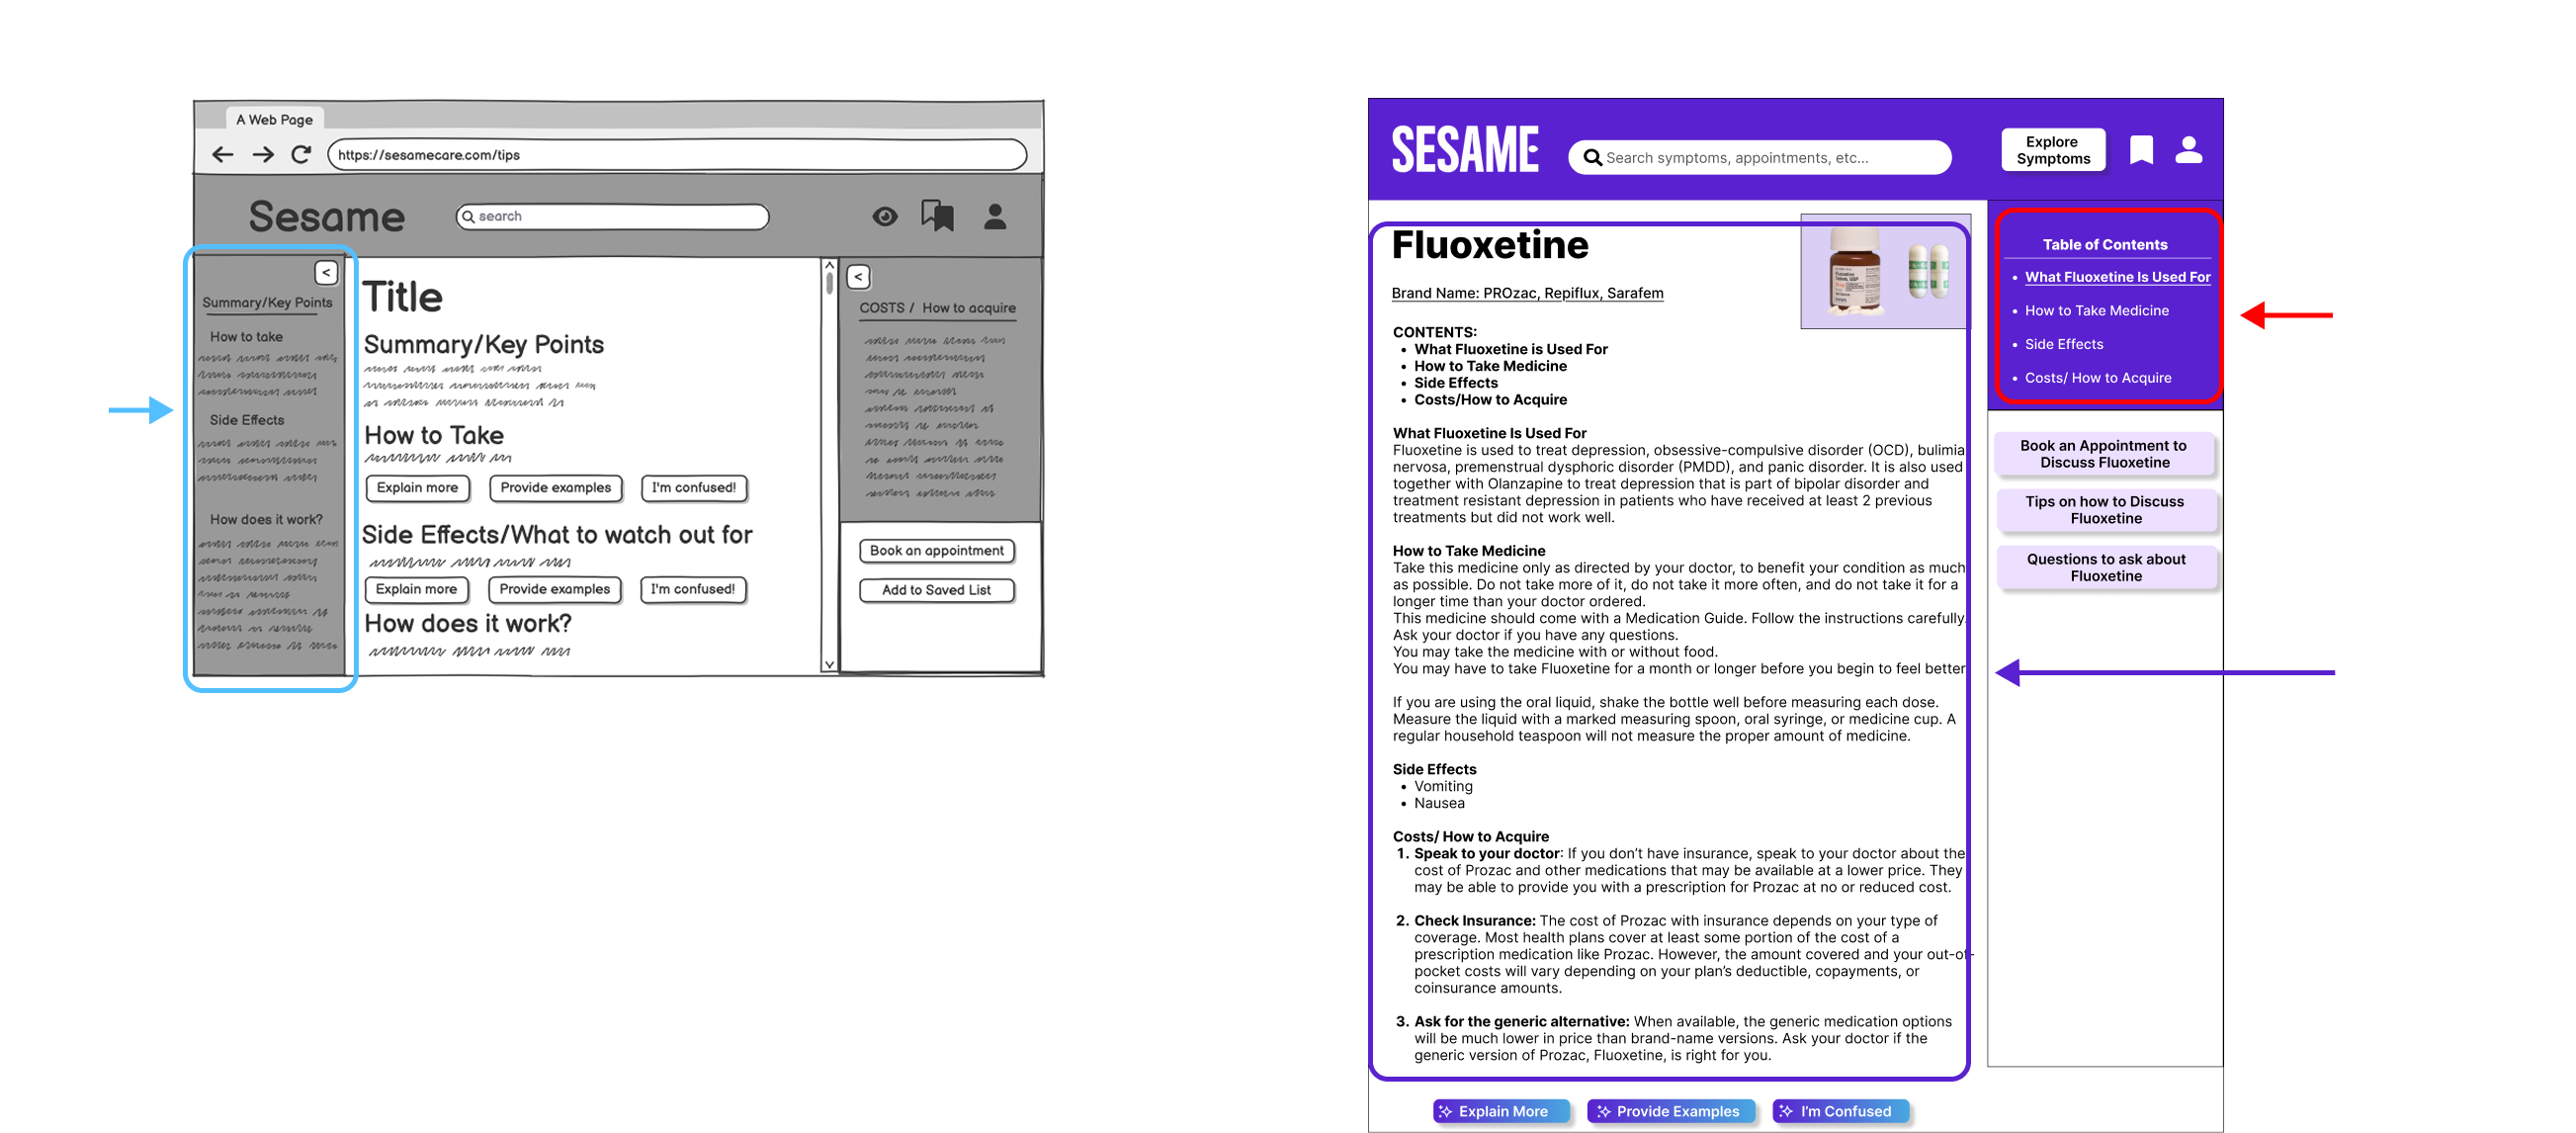 A Web Page
https://sesamecare.com/tips
Sesame
search
<
Summary/Key Points
How to take
Side Effects
How does it work?
Title
Summary/Key Points
How to Take
Explain more
Provide examples
I'm confused!
Side Effects/What to watch out for
Explain more
Provide examples
I'm confused!
How does it work?
<
COSTS / How to acquire
Book an appointment
Add to Saved List
SESAME
Search symptoms, appointments, etc...
Explore
Symptoms
Fluoxetine
Brand Name: PROzac, Repiflux, Sarafem
CONTENTS:
• What Fluoxetine is Used For
• How to Take Medicine
• Side Effects
• Costs/How to Acquire
What Fluoxetine Is Used For
Fluoxetine is used to treat depression, obsessive-compulsive disorder (OCD), bulimia
nervosa, premenstrual dysphoric disorder (PMDD), and panic disorder. It is also used
together with Olanzapine to treat depression that is part of bipolar disorder and
treatment resistant depression in patients who have received at least 2 previous
treatments but did not work well.
How to Take Medicine
Take this medicine only as directed by your doctor, to benefit your condition as much
as possible. Do not take more of it, do not take it more often, and do not take it for a
longer time than your doctor ordered.
This medicine should come with a Medication Guide. Follow the instructions carefully.
Ask your doctor if you have any questions.
You may take the medicine with or without food.
You may have to take Fluoxetine for a month or longer before you begin to feel better
If you are using the oral liquid, shake the bottle well before measuring each dose.
Measure the liquid with a marked measuring spoon, oral syringe, or medicine cup. A
regular household teaspoon will not measure the proper amount of medicine.
Side Effects
• Vomiting
• Nausea
Costs/ How to Acquire
1. Speak to your doctor: If you don't have insurance, speak to your doctor about the
cost of Prozac and other medications that may be available at a lower price. They
may be able to provide you with a prescription for Prozac at no or reduced cost.
2. Check Insurance: The cost of Prozac with insurance depends on your type of
coverage. Most health plans cover at least some portion of the cost of a
prescription medication like Prozac. However, the amount covered and your out-of-
pocket costs will vary depending on your plan's deductible, copayments, or
coinsurance amounts.
3. Ask for the generic alternative: When available, the generic medication options
will be much lower in price than brand-name versions. Ask your doctor if the
generic version of Prozac, Fluoxetine, is right for you.
Explain More
Provide Examples
I'm Confused
Table of Contents
• What Fluoxetine Is Used For
• How to Take Medicine
• Side Effects
• Costs/ How to Acquire
Book an Appointment to
Discuss Fluoxetine
Tips on how to Discuss
Fluoxetine
Questions to ask about
Fluoxetine